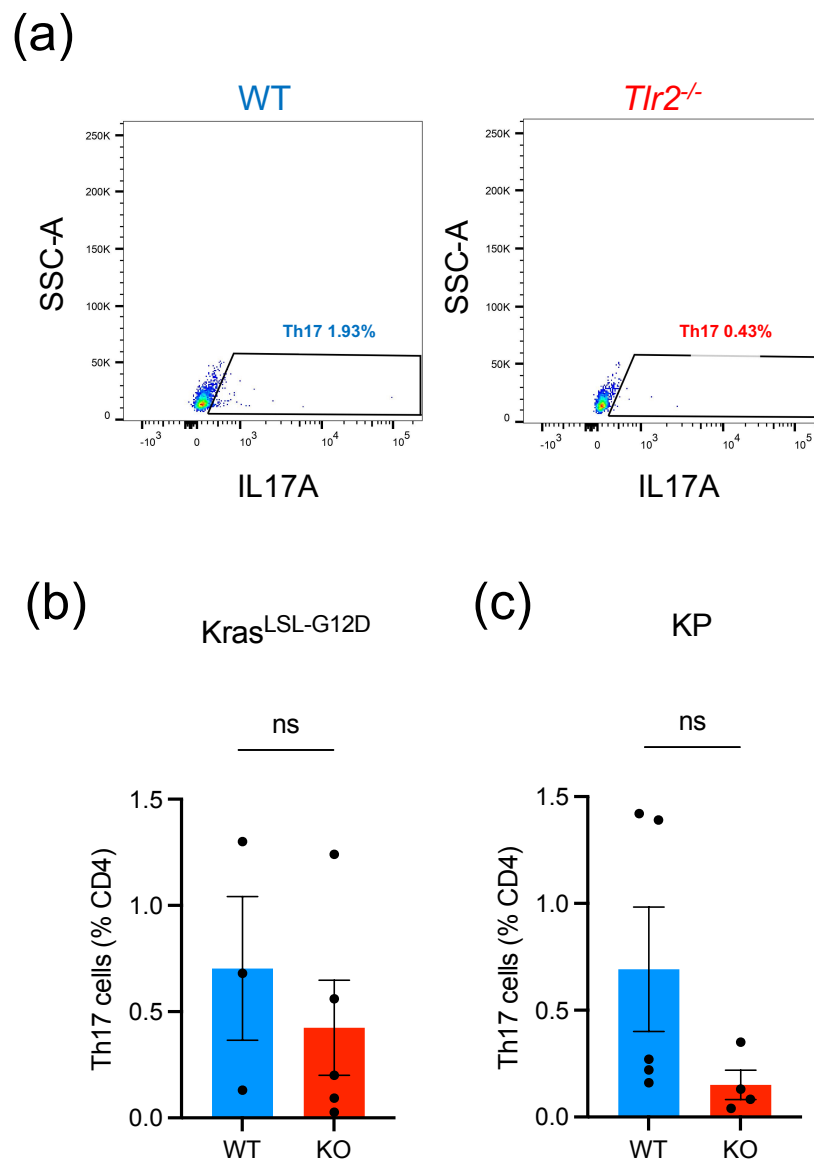 (a)
WT
Tlr2-/-
250K
200K
150K
100K
50K
0
SSC-A
Th17 1.93%
-10³ 0 10³ 10⁴ 10⁵
IL17A
250K
200K
150K
100K
50K
0
SSC-A
Th17 0.43%
-10³ 0 10³ 10⁴ 10⁵
IL17A
(b)
KrasLSL-G12D
ns
1.5
1.0
0.5
0.0
Th17 cells (% CD4)
WT KO
(c)
KP
ns
1.5
1.0
0.5
0.0
Th17 cells (% CD4)
WT KO